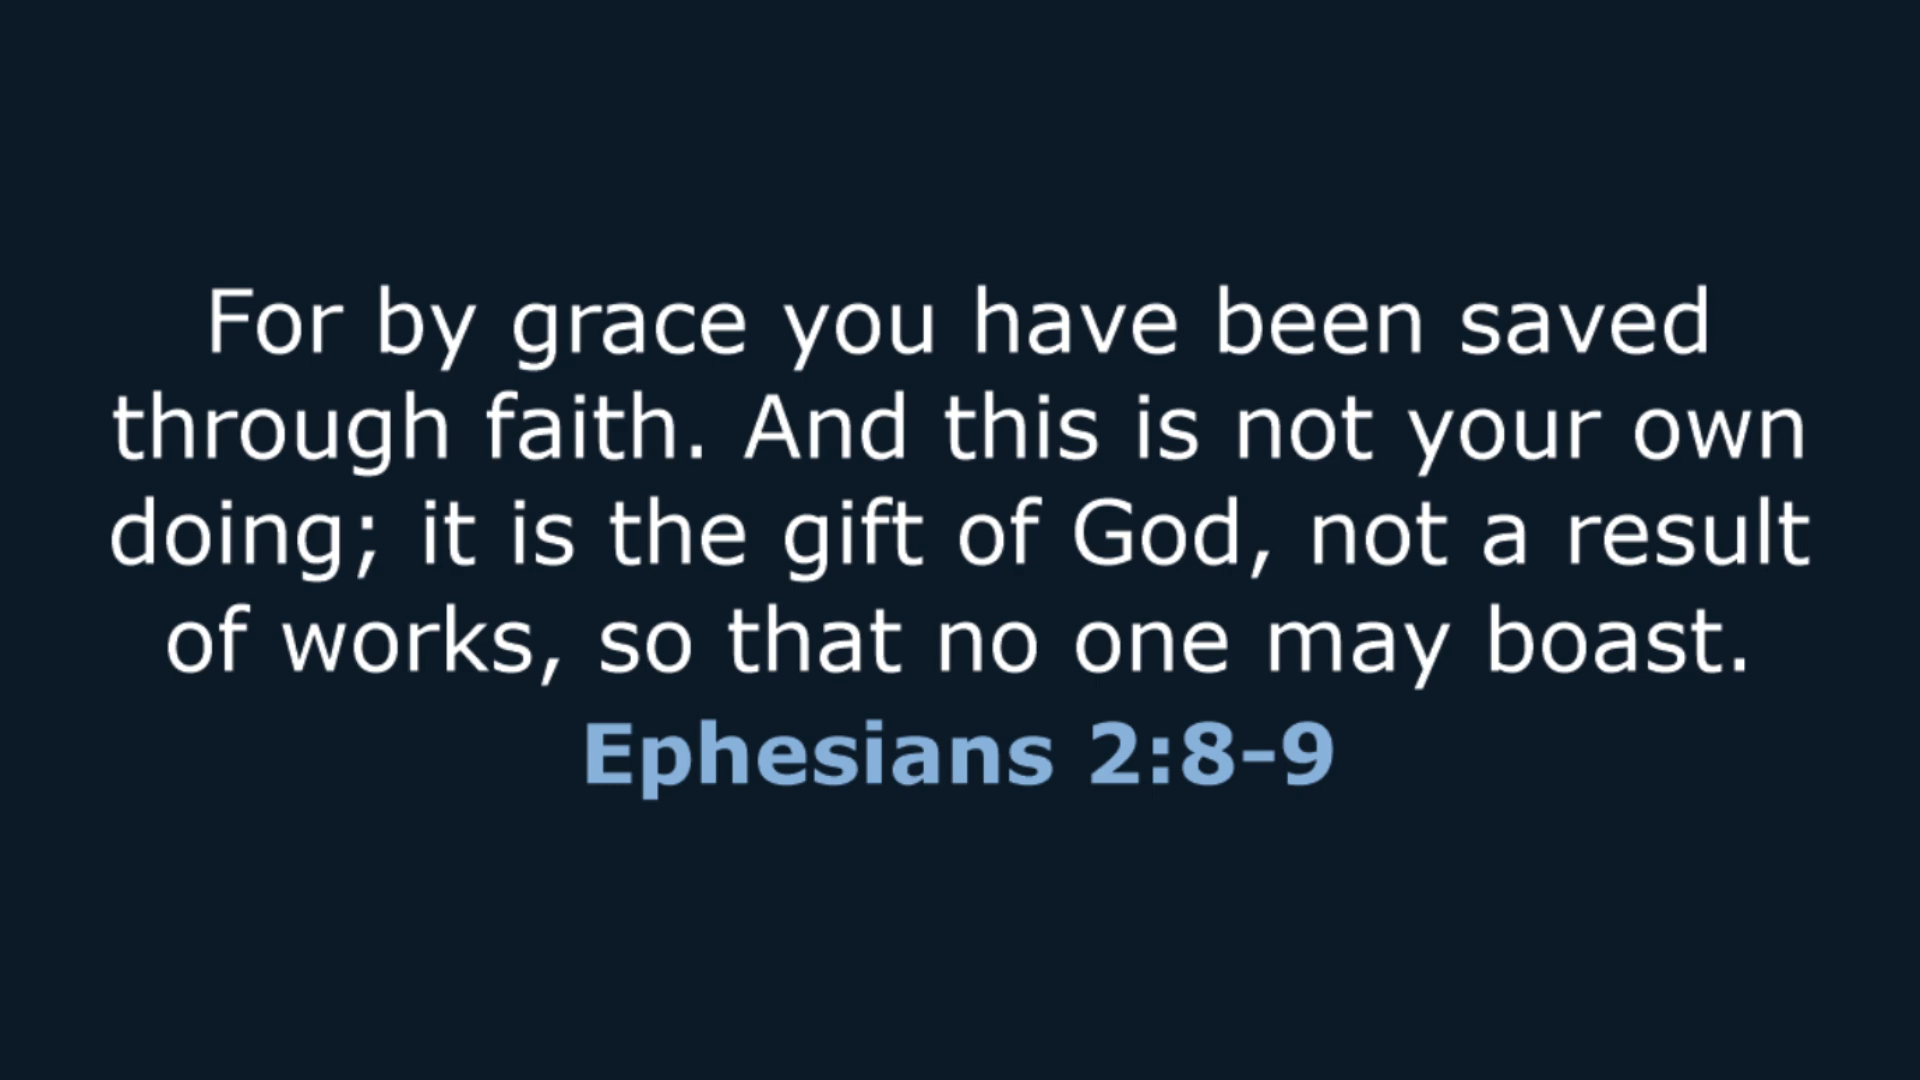 For by grace you have been saved
through faith. And this is not your own
doing; it is the gift of God, not a result
of works, so that no one may boast.
Ephesians 2:8-9